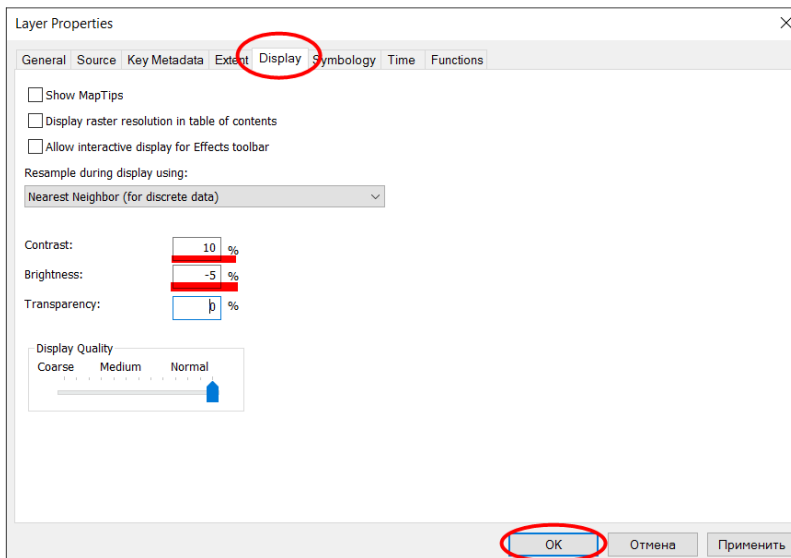 Layer Properties
General Source Key Metadata Extent Display Symbology Time Functions
Show MapTips
Display raster resolution in table of contents
Allow interactive display for Effects toolbar
Resample during display using:
Nearest Neighbor (for discrete data)
Contrast: 10 %
Brightness: -5 %
Transparency: 0 %
Display Quality
Coarse Medium Normal
OK Отмена Применить